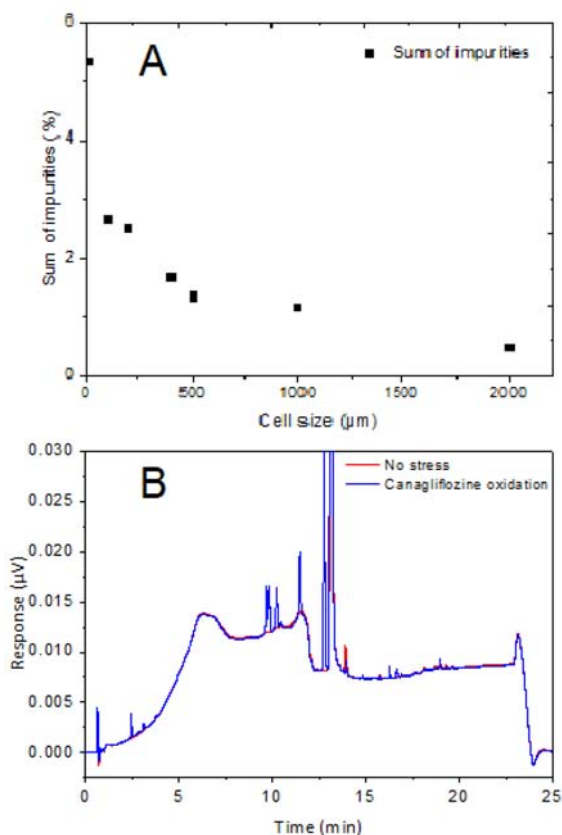 A
Sum of impurities
6
4
2
0
Sum of impurities (%)
0 500 1000 1500 2000
Cell size (µm)
B
No stress
Canagliflozine oxidation
0.030
0.025
0.020
0.015
0.010
0.005
0.000
Response (µV)
0 5 10 15 20 25
Time (min)